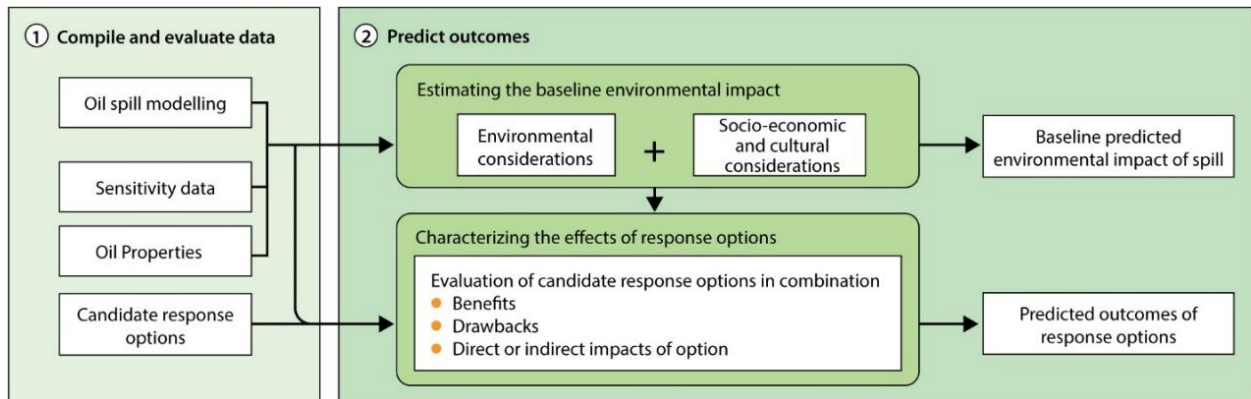 1 Compile and evaluate data
Oil spill modelling
Sensitivity data
Oil Properties
Candidate response
options
2 Predict outcomes
Estimating the baseline environmental impact
Environmental
considerations
+
Socio-economic
and cultural
considerations
Baseline predicted
environmental impact of spill
Characterizing the effects of response options
Evaluation of candidate response options in combination
Benefits
Drawbacks
Direct or indirect impacts of option
Predicted outcomes of
response options